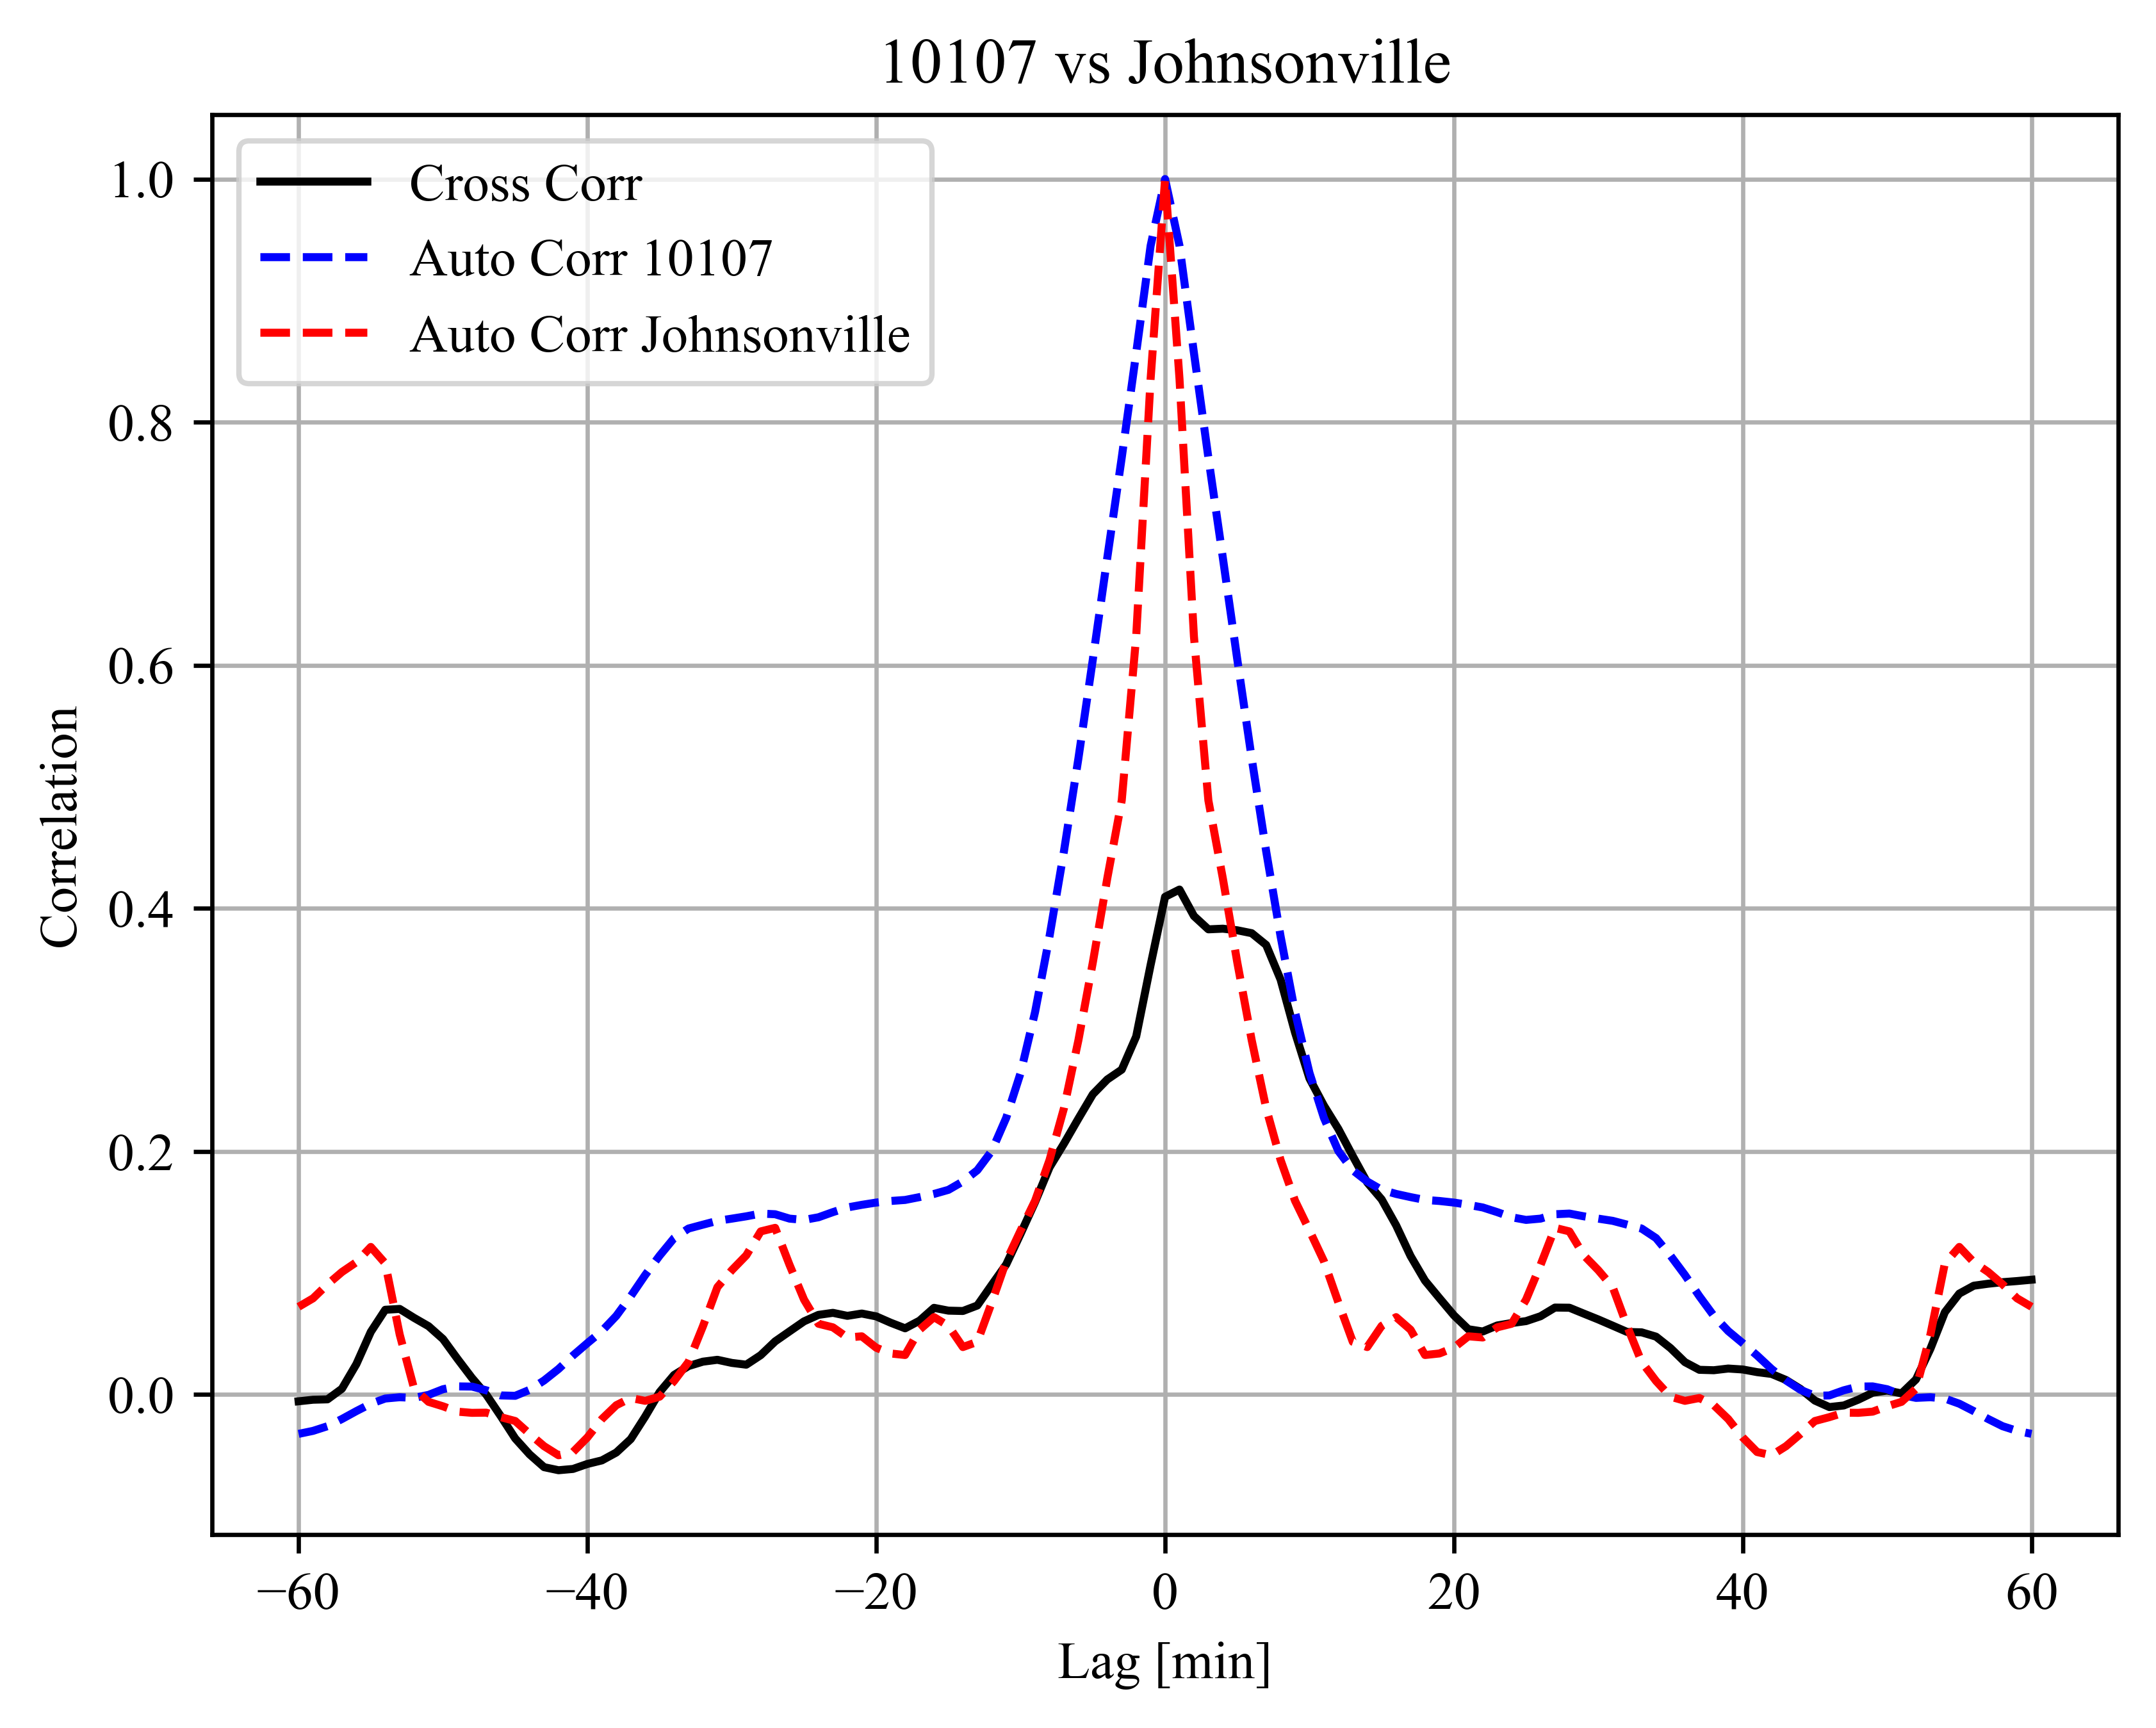 10107 vs Johnsonville
Cross Corr
Auto Corr 10107
Auto Corr Johnsonville
1.0
0.8
0.6
0.4
0.2
0.0
Correlation
−60 −40 −20 0 20 40 60
Lag [min]